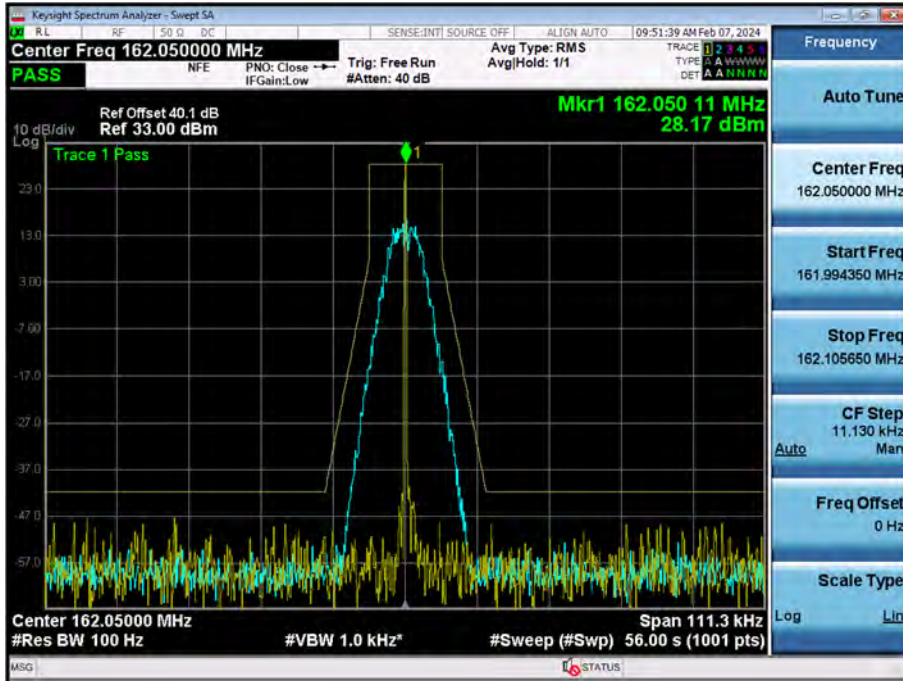 Keysight Spectrum Analyzer - Swept SA
LXI RL RF 50 Ω DC SENSE:INT SOURCE OFF ALIGN AUTO 09:51:39 AM Feb 07, 2024
Center Freq 162.050000 MHz
PASS
NFE
PNO: Close
IFGain:Low
Trig: Free Run
#Atten: 40 dB
Avg Type: RMS
Avg|Hold: 1/1
TRACE 1 2 3 4 5 6
TYPE A A W W W W
DET A A N N N N
Ref Offset 40.1 dB
10 dB/div Ref 33.00 dBm
Log
Mkr1 162.050 11 MHz
28.17 dBm
Trace 1 Pass
1
23.0
13.0
3.00
-7.00
-17.0
-27.0
-37.0
-47.0
-57.0
Center 162.05000 MHz Span 111.3 kHz
#Res BW 100 Hz #VBW 1.0 kHz* #Sweep (#Swp) 56.00 s (1001 pts)
MSG STATUS
Frequency
Auto Tune
Center Freq
162.050000 MHz
Start Freq
161.994350 MHz
Stop Freq
162.105650 MHz
CF Step
11.130 kHz
Auto Man
Freq Offset
0 Hz
Scale Type
Log Lin